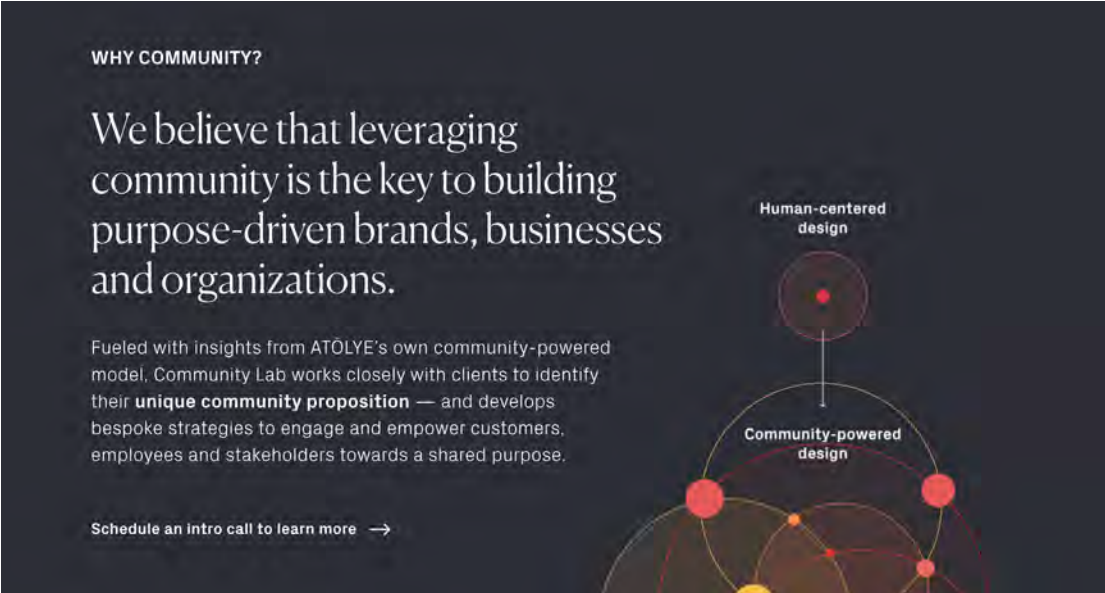 WHY COMMUNITY?
We believe that leveraging
community is the key to building
purpose-driven brands, businesses
and organizations.
Fueled with insights from ATÖLYE's own community-powered
model, Community Lab works closely with clients to identify
their unique community proposition — and develops
bespoke strategies to engage and empower customers,
employees and stakeholders towards a shared purpose.
Schedule an intro call to learn more →
Human-centered
design
Community-powered
design